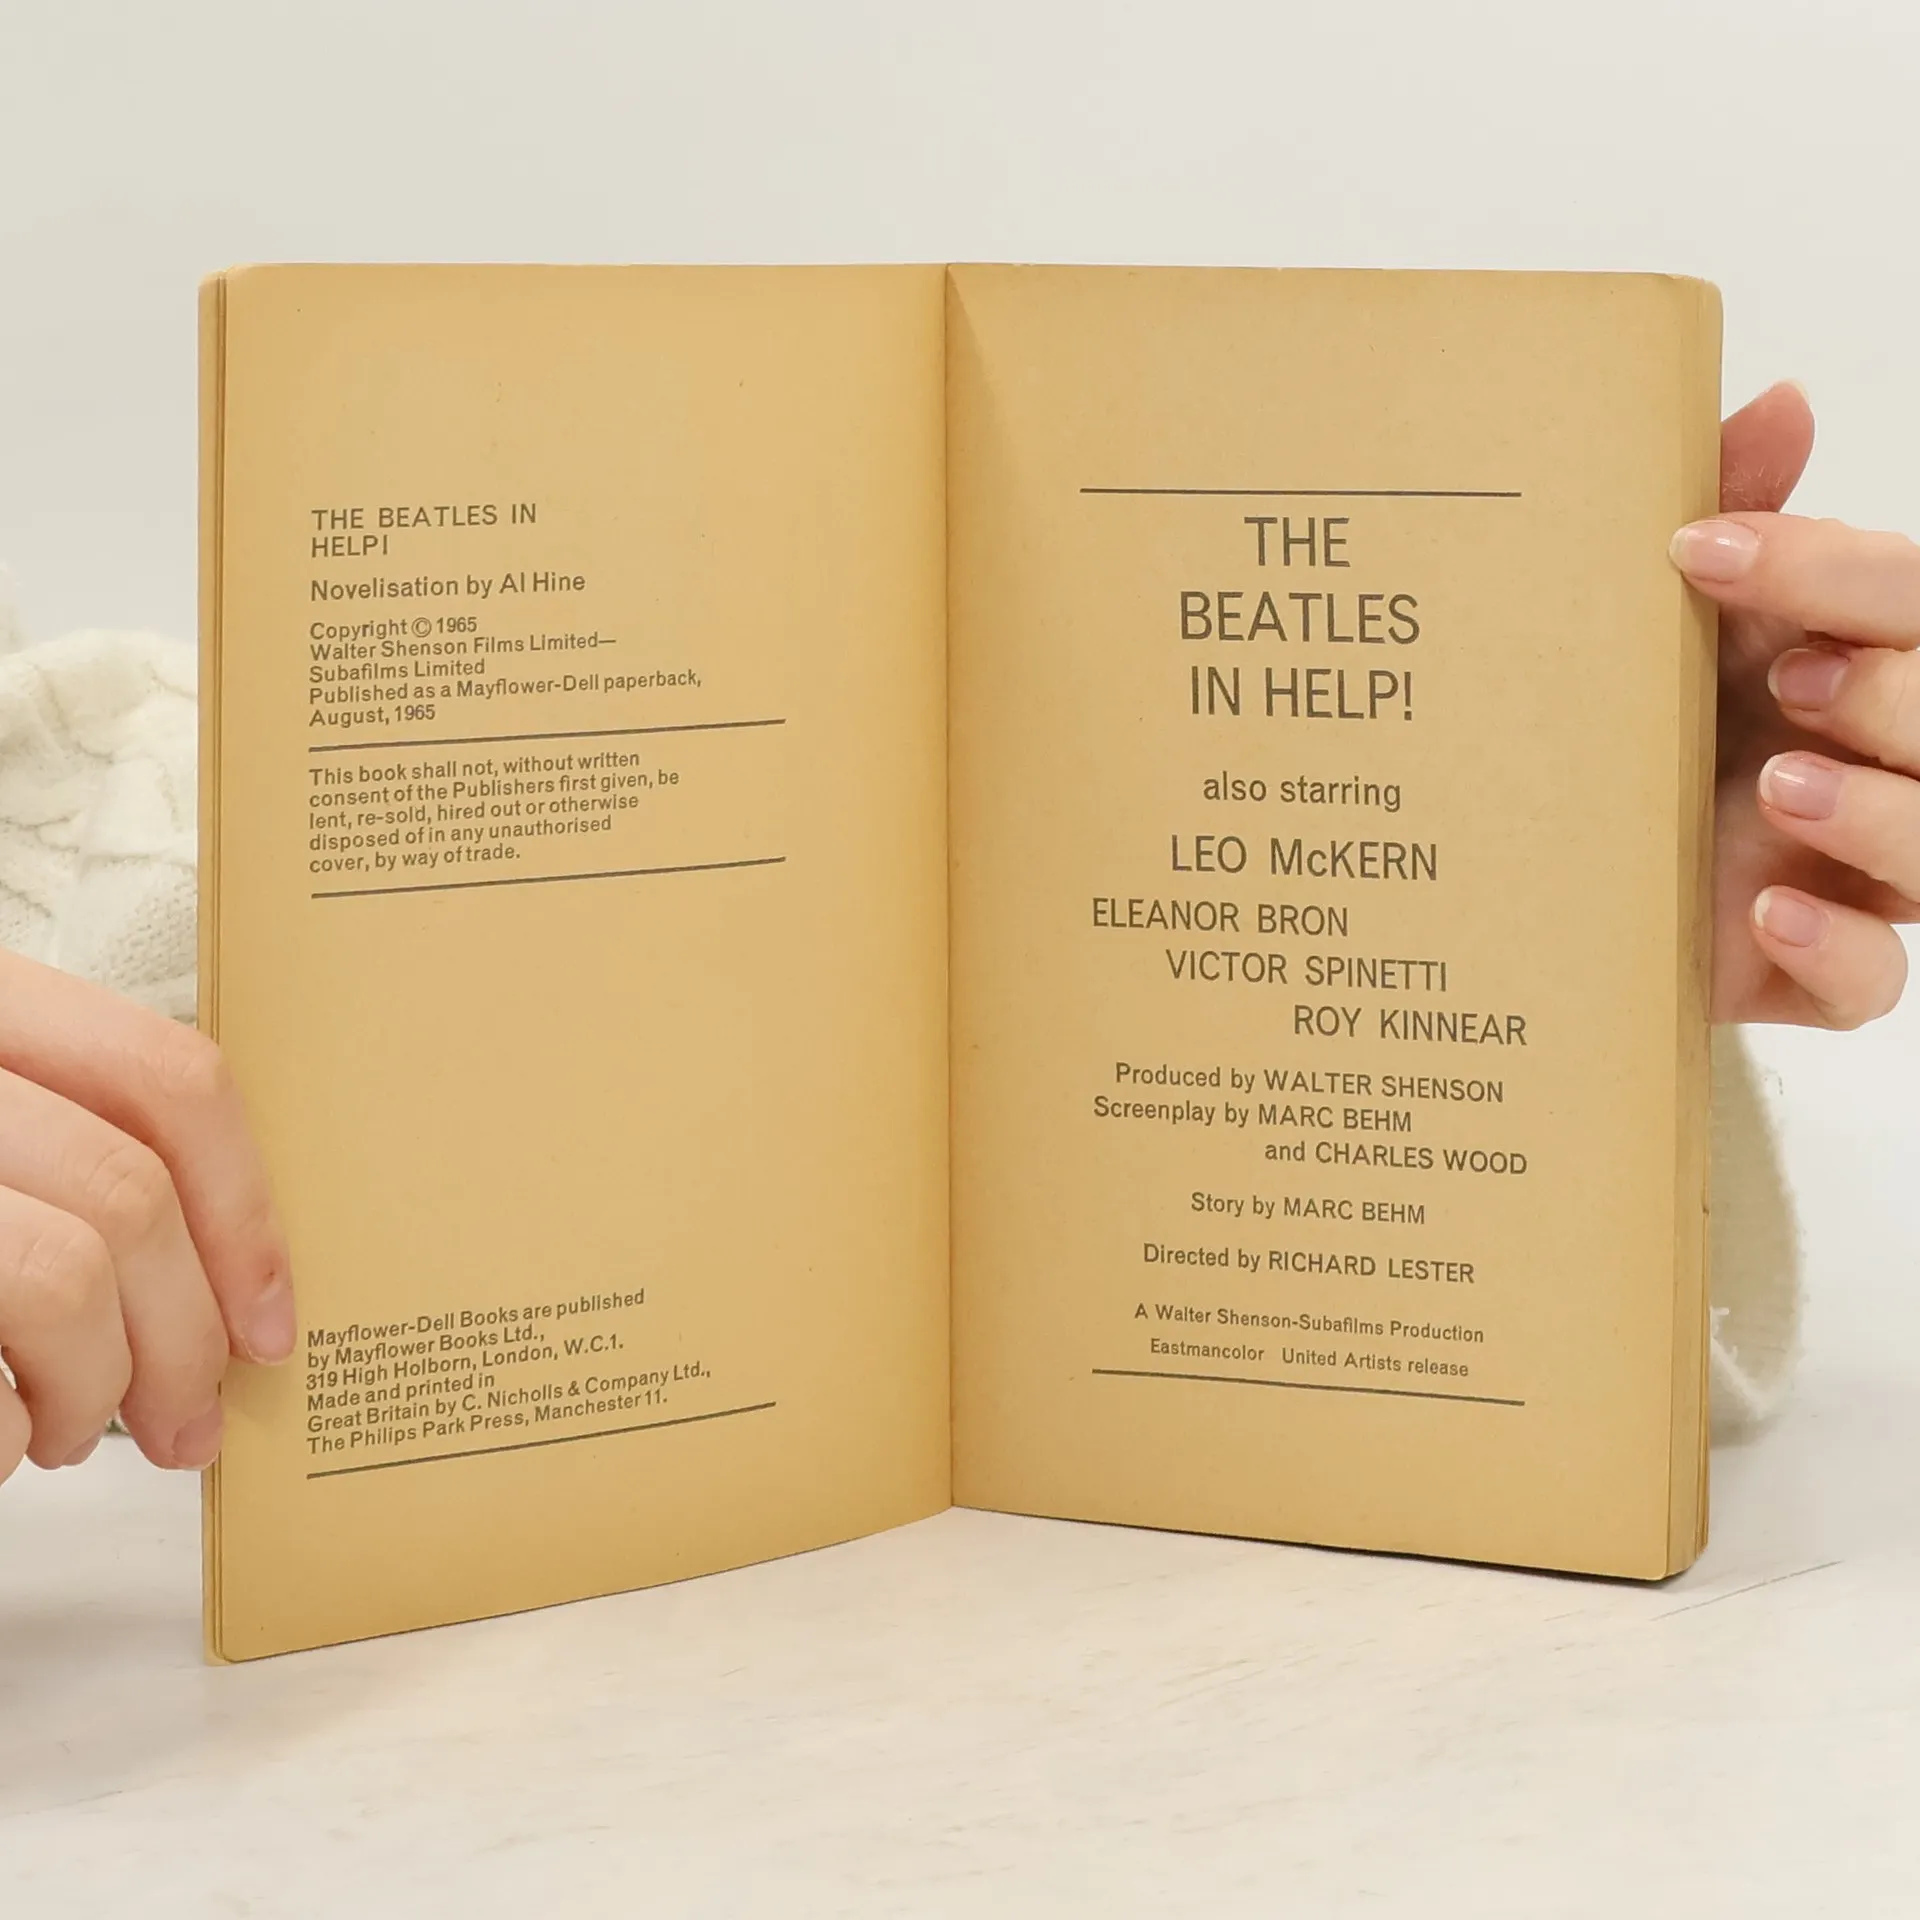 THE BEATLES IN
HELP!
Novelisation by Al Hine
Copyright © 1965
Walter Shenson Films Limited—
Subafilms Limited
Published as a Mayflower-Dell paperback,
August, 1965
This book shall not, without written
consent of the Publishers first given, be
lent, re-sold, hired out or otherwise
disposed of in any unauthorised
cover, by way of trade.
Mayflower-Dell Books are published
by Mayflower Books Ltd.,
319 High Holborn, London, W.C.1.
Made and printed in
Great Britain by C. Nicholls & Company Ltd.,
The Philips Park Press, Manchester 11.
THE
BEATLES
IN HELP!
also starring
LEO McKERN
ELEANOR BRON
VICTOR SPINETTI
ROY KINNEAR
Produced by WALTER SHENSON
Screenplay by MARC BEHM
and CHARLES WOOD
Story by MARC BEHM
Directed by RICHARD LESTER
A Walter Shenson-Subafilms Production
Eastmancolor United Artists release